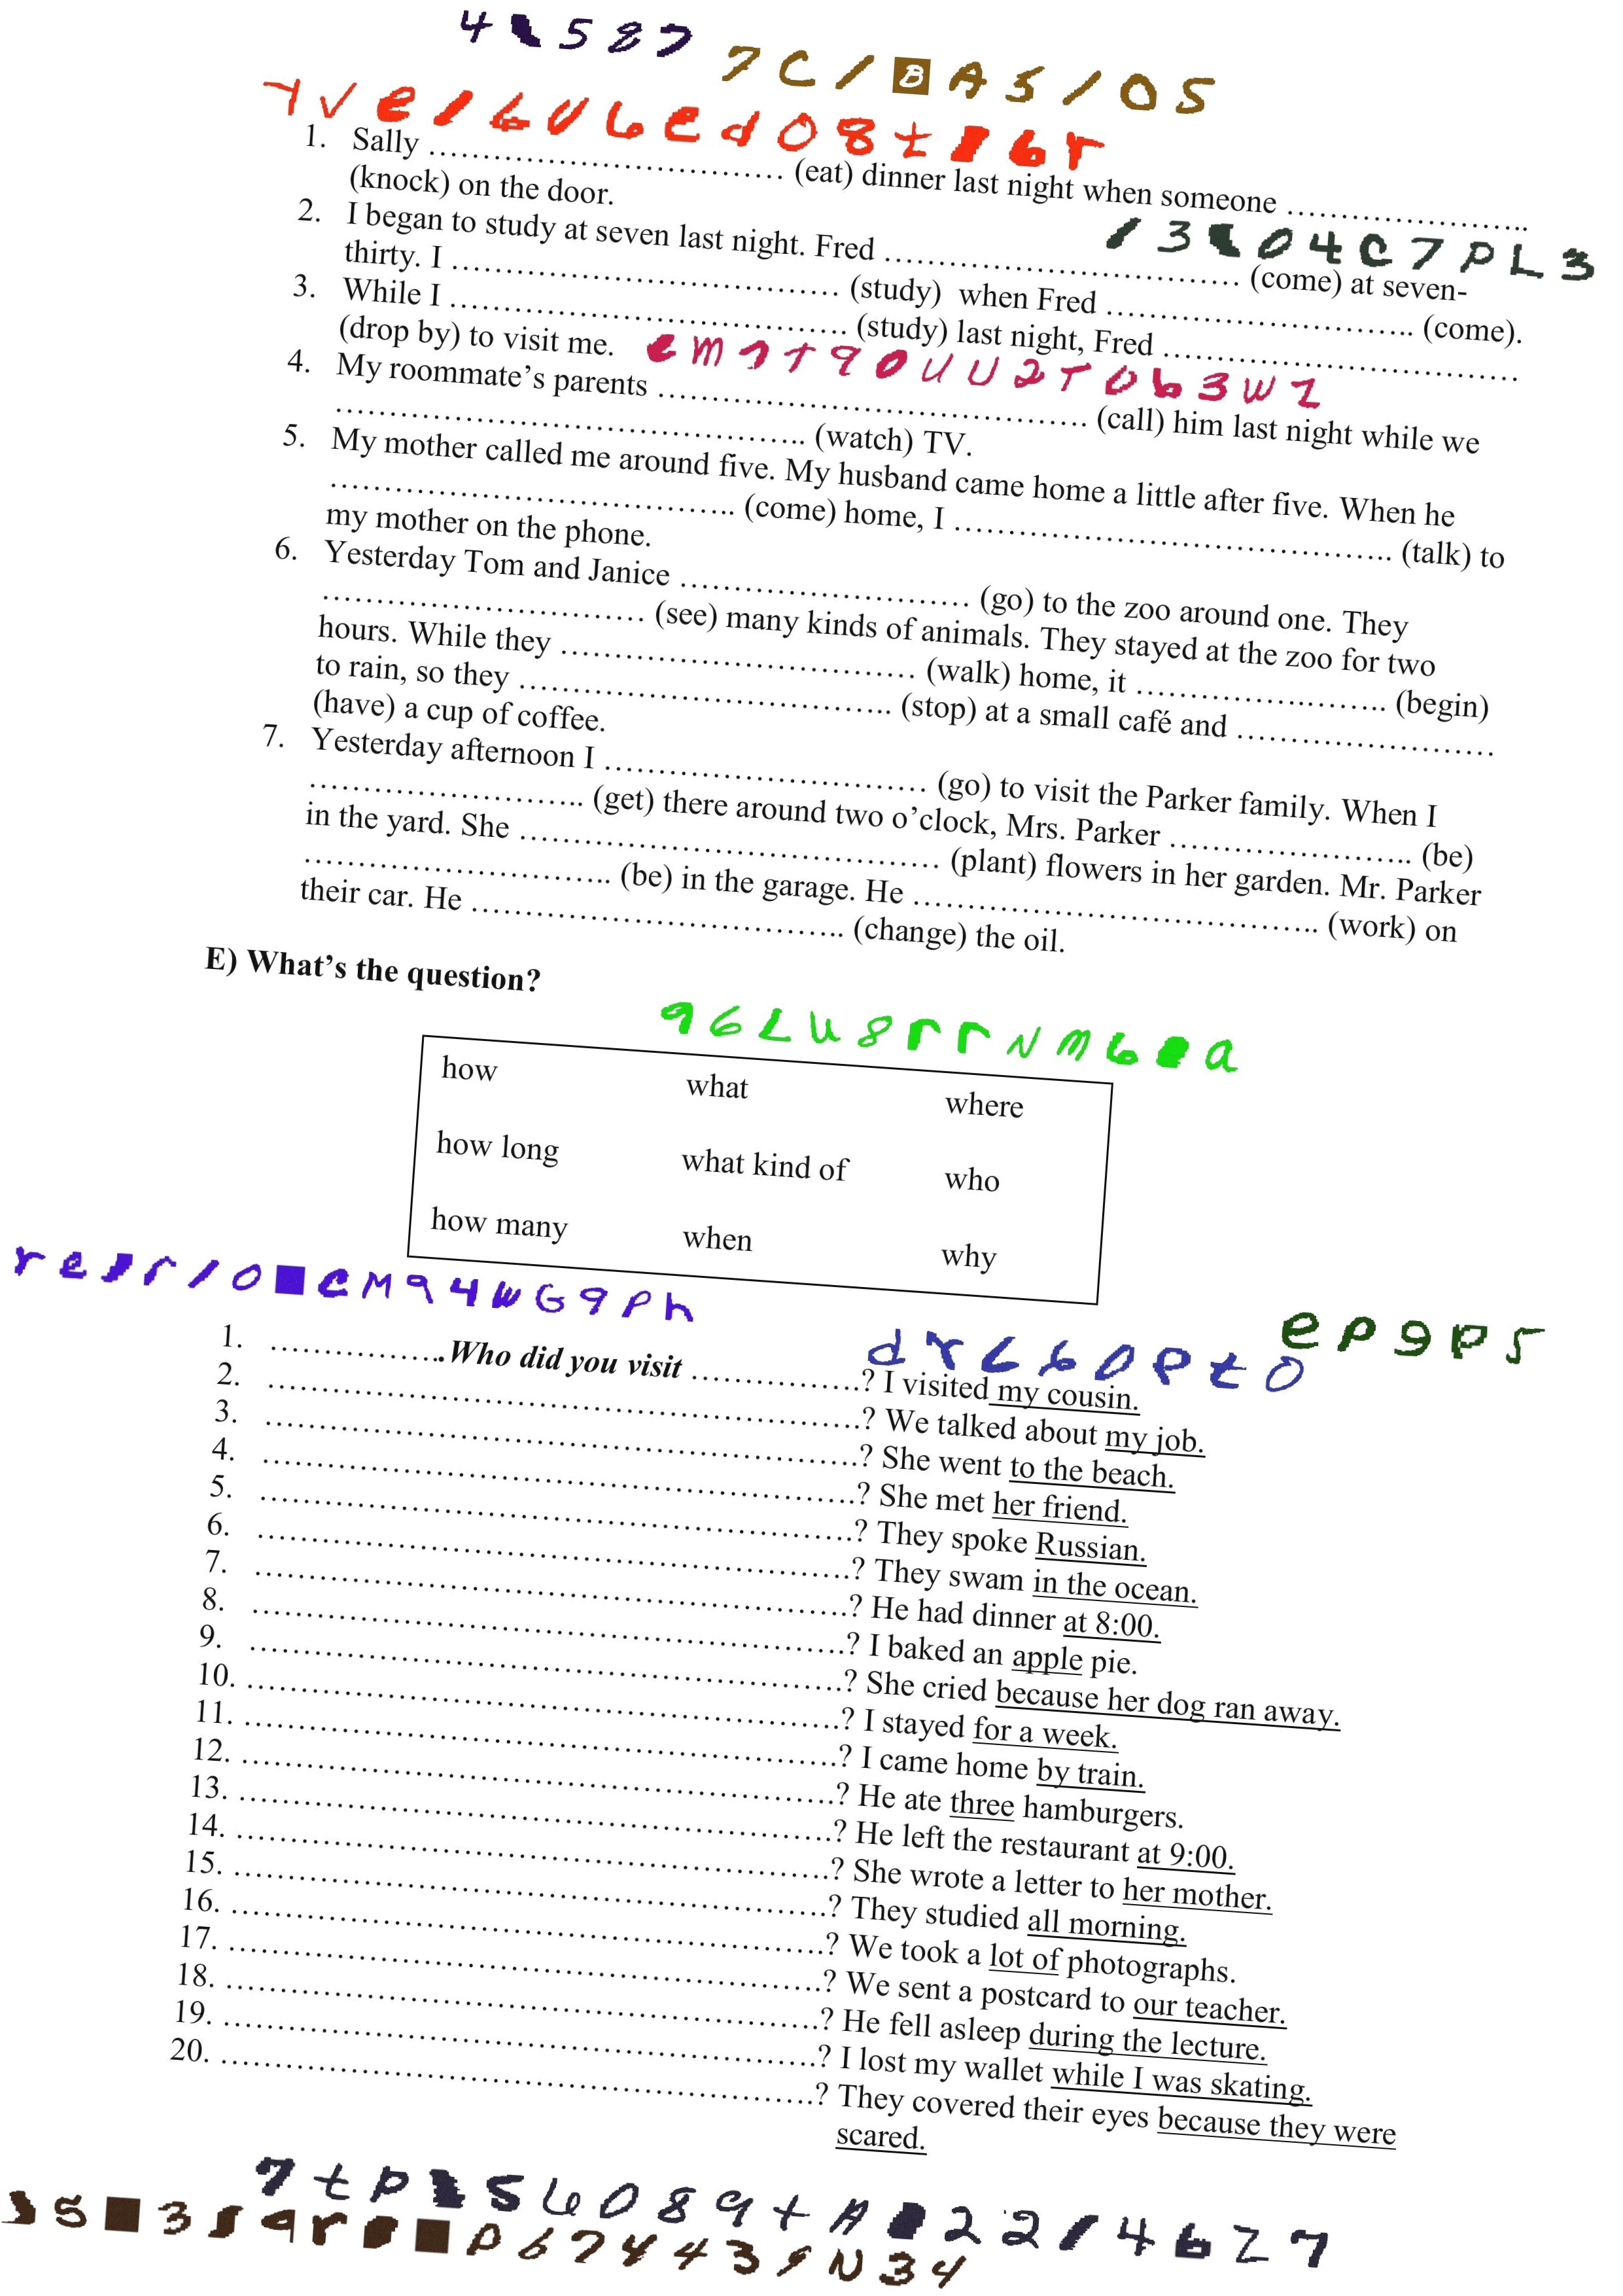 1. Sally ................................. (eat) dinner last night when someone ......................
(knock) on the door.
2. I began to study at seven last night. Fred ................................. (come) at seven-
thirty. I .................................... (study) when Fred ............................. (come).
3. While I ..................................... (study) last night, Fred .................................
(drop by) to visit me.
4. My roommate's parents ........................................ (call) him last night while we
............................................ (watch) TV.
5. My mother called me around five. My husband came home a little after five. When he
...................................... (come) home, I ......................................... (talk) to
my mother on the phone.
6. Yesterday Tom and Janice ........................... (go) to the zoo around one. They
.............................. (see) many kinds of animals. They stayed at the zoo for two
hours. While they ................................. (walk) home, it ....................... (begin)
to rain, so they ................................... (stop) at a small café and ........................
(have) a cup of coffee.
7. Yesterday afternoon I .............................. (go) to visit the Parker family. When I
.......................... (get) there around two o'clock, Mrs. Parker ....................... (be)
in the yard. She ....................................... (plant) flowers in her garden. Mr. Parker
............................. (be) in the garage. He ...................................... (work) on
their car. He ................................... (change) the oil.
E) What's the question?
how what where
how long what kind of who
how many when why
1. ................Who did you visit ................? I visited my cousin.
2. .......................................................? We talked about my job.
3. .......................................................? She went to the beach.
4. .......................................................? She met her friend.
5. .......................................................? They spoke Russian.
6. .......................................................? They swam in the ocean.
7. .......................................................? He had dinner at 8:00.
8. .......................................................? I baked an apple pie.
9. .......................................................? She cried because her dog ran away.
10. .......................................................? I stayed for a week.
11. .......................................................? I came home by train.
12. .......................................................? He ate three hamburgers.
13. .......................................................? He left the restaurant at 9:00.
14. .......................................................? She wrote a letter to her mother.
15. .......................................................? They studied all morning.
16. .......................................................? We took a lot of photographs.
17. .......................................................? We sent a postcard to our teacher.
18. .......................................................? He fell asleep during the lecture.
19. .......................................................? I lost my wallet while I was skating.
20. .......................................................? They covered their eyes because they were
scared.
ep9p5